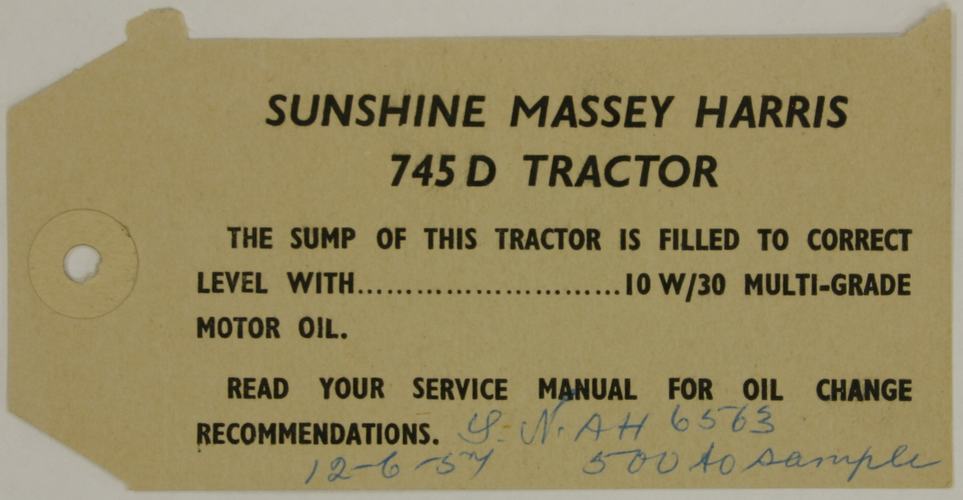 SUNSHINE MASSEY HARRIS
745 D TRACTOR
THE SUMP OF THIS TRACTOR IS FILLED TO CORRECT
LEVEL WITH...........................10 W/30 MULTI-GRADE
MOTOR OIL.
READ YOUR SERVICE MANUAL FOR OIL CHANGE
RECOMMENDATIONS. S. N. AH 6563
12-6-57 500 to sample